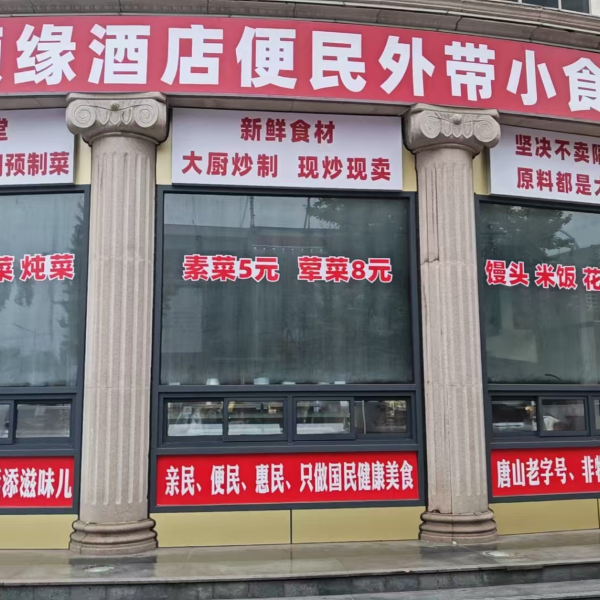 缘酒店便民外带小食
预制菜
新鲜食材
大厨炒制 现炒现卖
坚决不卖隔
原料都是大
菜 炖菜
素菜5元 荤菜8元
馒头 米饭 花
添滋味儿
亲民、便民、惠民、只做国民健康美食
唐山老字号、非物